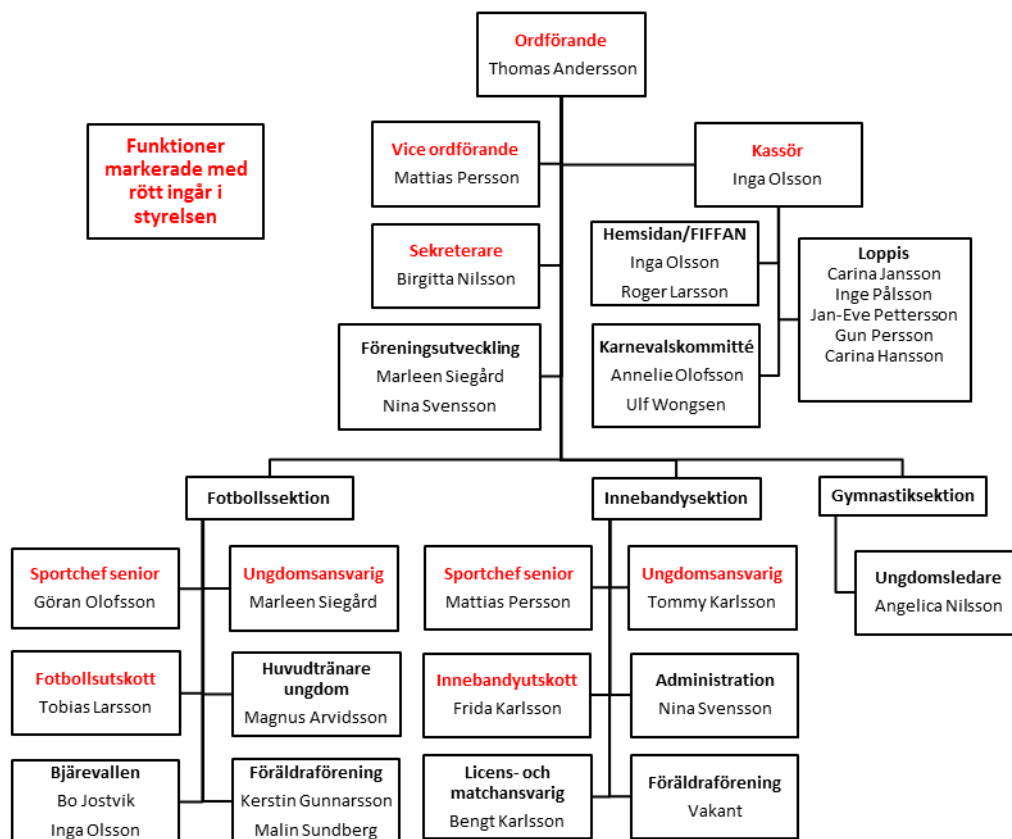 Ordförande
Thomas Andersson
Funktioner
markerade med
rött ingår i
styrelsen
Vice ordförande
Mattias Persson
Kassör
Inga Olsson
Sekreterare
Birgitta Nilsson
Hemsidan/FIFFAN
Inga Olsson
Roger Larsson
Loppis
Carina Jansson
Inge Pålsson
Jan-Eve Pettersson
Gun Persson
Carina Hansson
Föreningsutveckling
Marleen Siegård
Nina Svensson
Karnevalskommitté
Annelie Olofsson
Ulf Wongsen
Fotbollssektion
Innebandysektion
Gymnastiksektion
Sportchef senior
Göran Olofsson
Ungdomsansvarig
Marleen Siegård
Sportchef senior
Mattias Persson
Ungdomsansvarig
Tommy Karlsson
Ungdomsledare
Angelica Nilsson
Fotbollsutskott
Tobias Larsson
Huvudtränare
ungdom
Magnus Arvidsson
Innebandyutskott
Frida Karlsson
Administration
Nina Svensson
Bjärevallen
Bo Jostvik
Inga Olsson
Föräldraförening
Kerstin Gunnarsson
Malin Sundberg
Licens- och
matchansvarig
Bengt Karlsson
Föräldraförening
Vakant